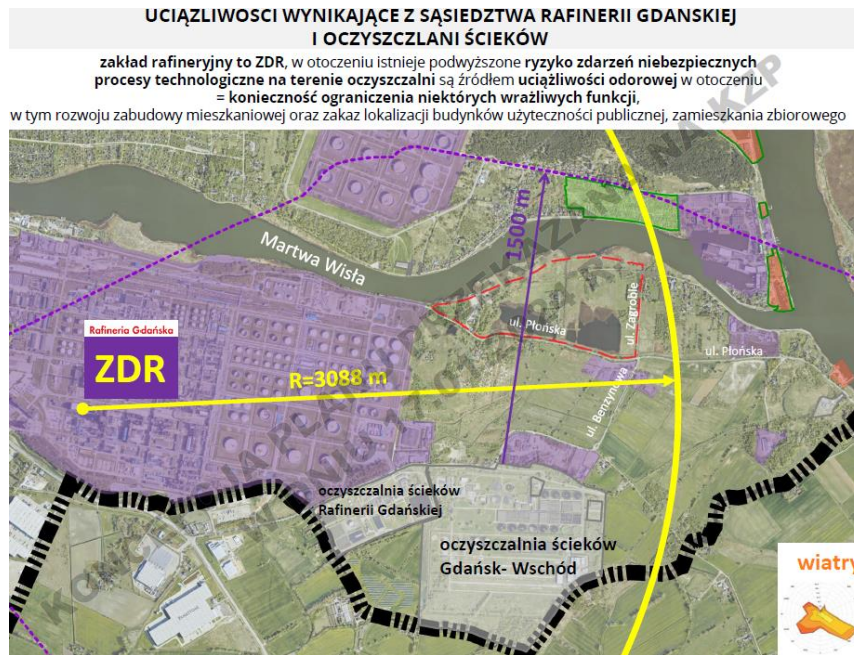 UCIĄZLIWOSCI WYNIKAJĄCE Z SĄSIEDZTWA RAFINERII GDANSKIEJ
I OCZYSZCZLANI ŚCIEKÓW
zakład rafineryjny to ZDR, w otoczeniu istnieje podwyższone ryzyko zdarzeń niebezpiecznych
procesy technologiczne na terenie oczyszczalni są źródłem uciążliwości odorowej w otoczeniu
= konieczność ograniczenia niektórych wrażliwych funkcji,
w tym rozwoju zabudowy mieszkaniowej oraz zakaz lokalizacji budynków użyteczności publicznej, zamieszkania zbiorowego
1500 m
Martwa Wisła
ul. Zagroble
ul. Płońska
Rafineria Gdańska
ZDR
ul. Płońska
R=3088 m
ul. Benzynowa
oczyszczalnia ścieków
Rafinerii Gdańskiej
oczyszczalnia ścieków
Gdańsk- Wschód
wiatry